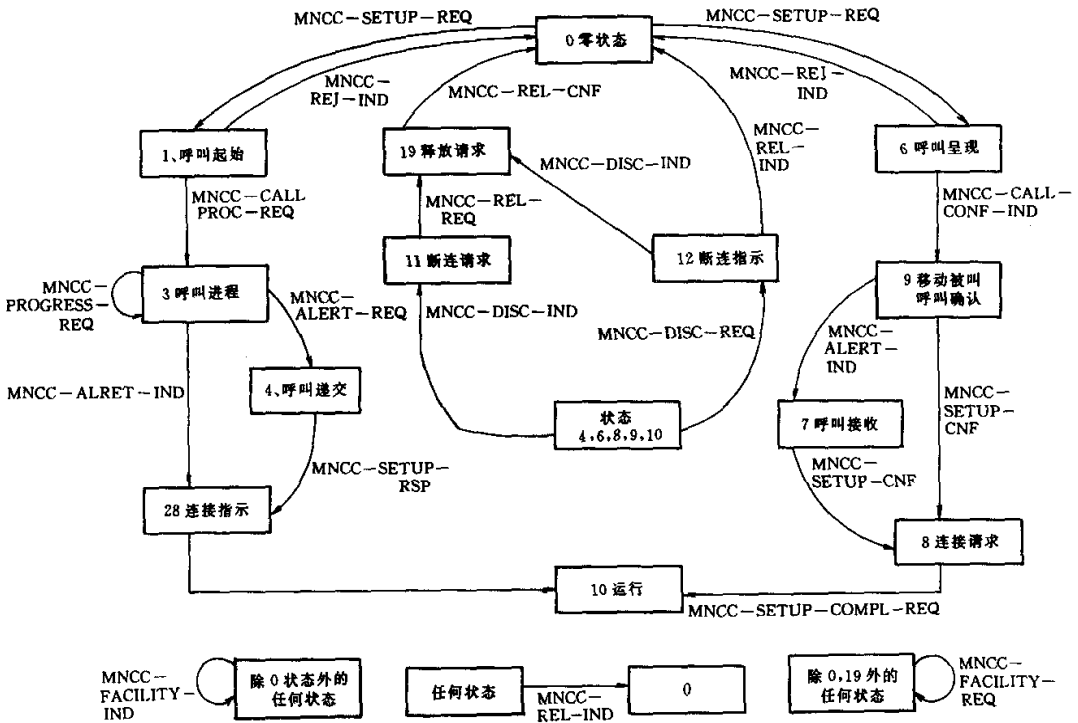 MNCC－SETUP－REQ
MNCC－SETUP－REQ
0 零状态
MNCC－
REJ－IND
MNCC－REL－CNF
MNCC－REJ－
IND
1、呼叫起始
19 释放请求
MNCC－
REL－
IND
6 呼叫呈现
MNCC－DISC－IND
MNCC－CALL
PROC－REQ
MNCC－REL－
REQ
MNCC－CALL－
CONF－IND
11 断连请求
12 断连指示
MNCC－
PROGRESS－
REQ
3 呼叫进程
MNCC－
ALERT－REQ
MNCC－DISC－IND
MNCC－DISC－REQ
9 移动被叫
呼叫确认
MNCC－
ALERT－
IND
MNCC－ALRET－IND
4、呼叫递交
状态
4,6,8,9,10
7 呼叫接收
MNCC－
SETUP－
CNF
MNCC－SETUP－
RSP
MNCC－
SETUP－CNF
28 连接指示
8 连接请求
10 运行
MNCC－SETUP－COMPL－REQ
MNCC－
FACILITY－
IND
除 0 状态外的
任何状态
任何状态
MNCC－
REL－IND
0
除 0,19 外的
任何状态
MNCC－
FACILITY－
REQ